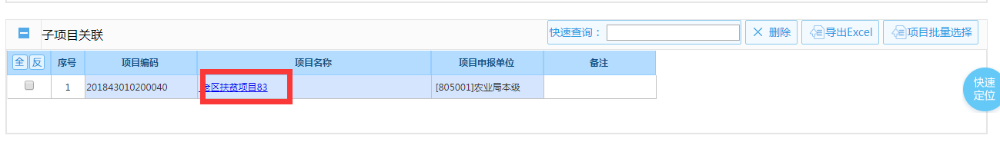 子项目关联 快速查询： 删除 导出Excel 项目批量选择
全 反 序号 项目编码 项目名称 项目申报单位 备注
1 201843010200040 老区扶贫项目83 [805001]农业局本级
快速
定位